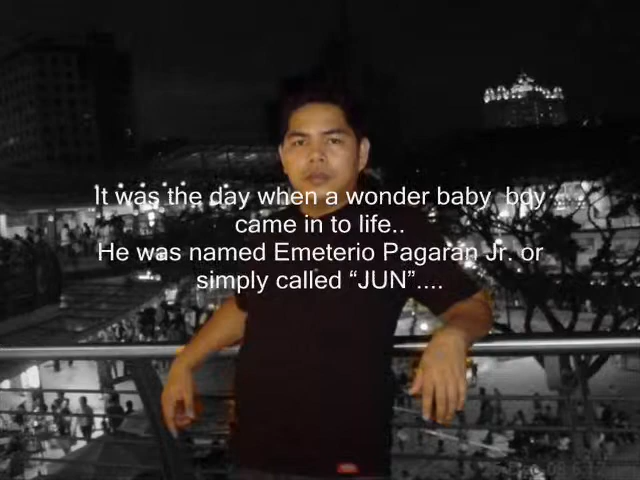 It was the day when a wonder baby boy
came in to life..
He was named Emeterio Pagaran Jr. or
simply called “JUN”....